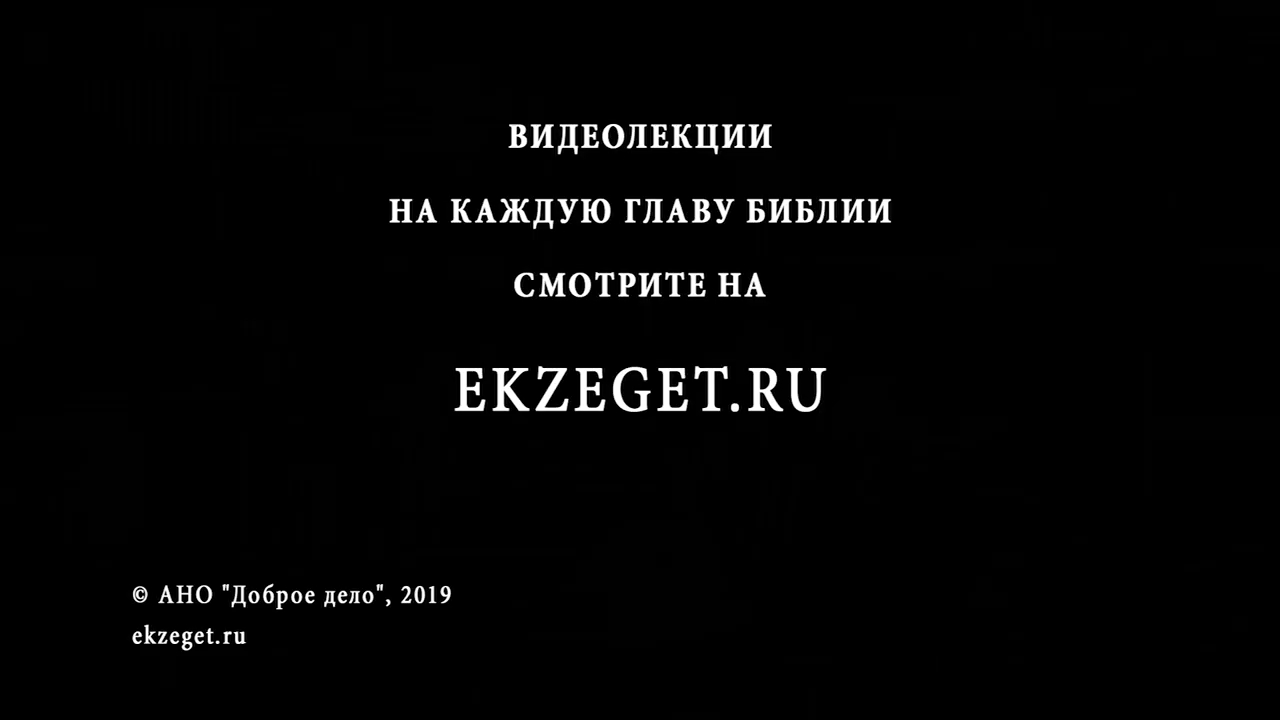 ВИДЕОЛЕКЦИИ
НА КАЖДУЮ ГЛАВУ БИБЛИИ
СМОТРИТЕ НА
EKZEGET.RU
© АНО "Доброе дело", 2019
ekzeget.ru